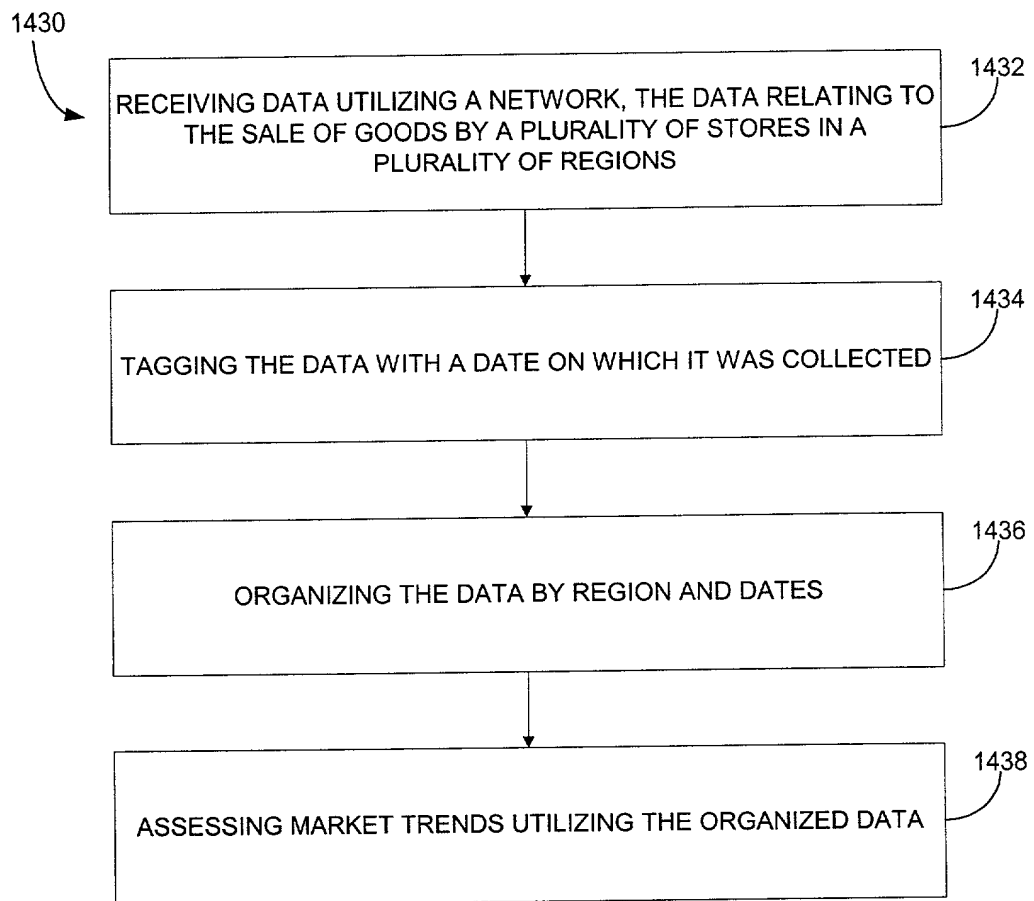 1430
1432
RECEIVING DATA UTILIZING A NETWORK, THE DATA RELATING TO
THE SALE OF GOODS BY A PLURALITY OF STORES IN A
PLURALITY OF REGIONS
1434
TAGGING THE DATA WITH A DATE ON WHICH IT WAS COLLECTED
1436
ORGANIZING THE DATA BY REGION AND DATES
1438
ASSESSING MARKET TRENDS UTILIZING THE ORGANIZED DATA